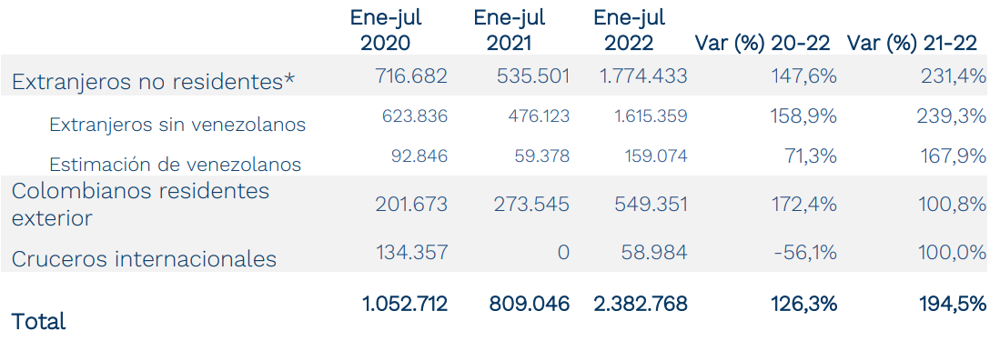 Ene-jul 2020 Ene-jul 2021 Ene-jul 2022 Var (%) 20-22 Var (%) 21-22
Extranjeros no residentes* 716.682 535.501 1.774.433 147,6% 231,4%
Extranjeros sin venezolanos 623.836 476.123 1.615.359 158,9% 239,3%
Estimación de venezolanos 92.846 59.378 159.074 71,3% 167,9%
Colombianos residentes
exterior 201.673 273.545 549.351 172,4% 100,8%
Cruceros internacionales 134.357 0 58.984 -56,1% 100,0%
Total 1.052.712 809.046 2.382.768 126,3% 194,5%